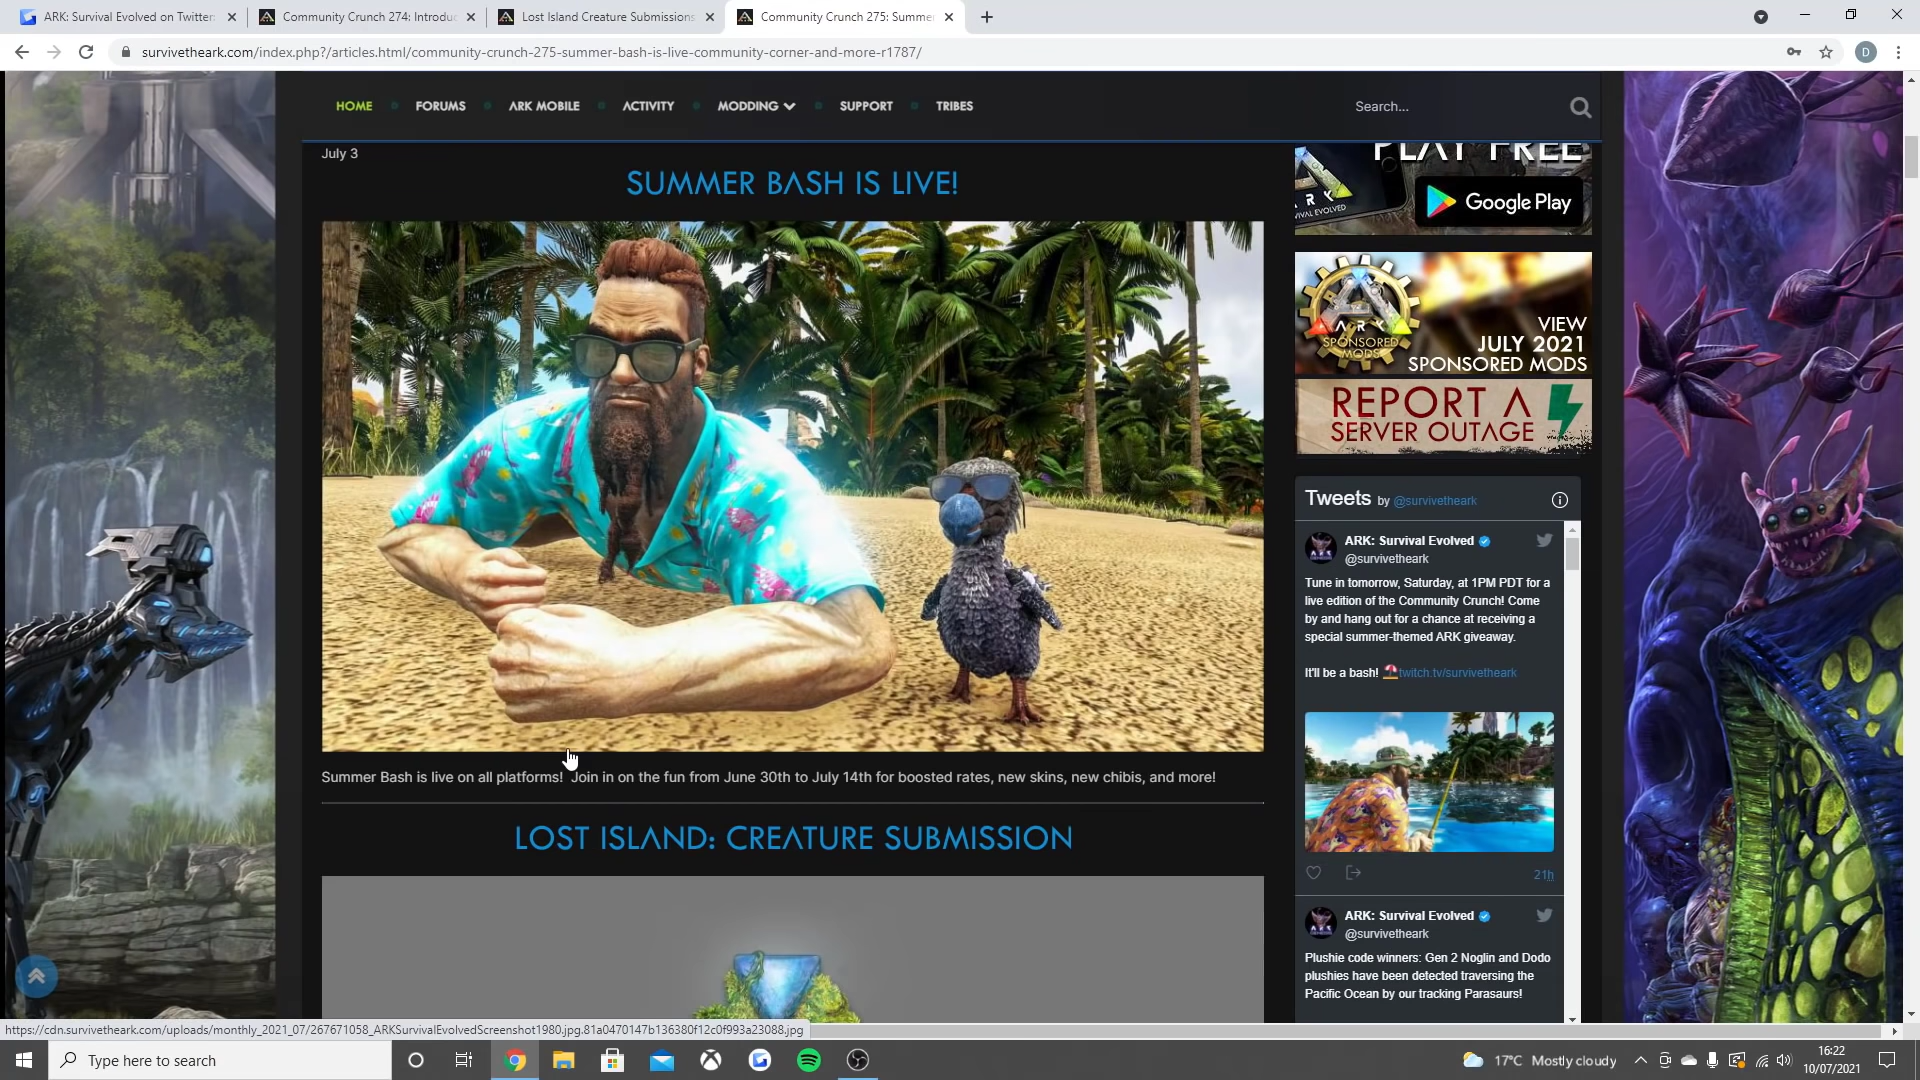 ARK: Survival Evolved on Twitter:
Community Crunch 274: Introduc
Lost Island Creature Submissions
Community Crunch 275: Summer
survivetheark.com/index.php?/articles.html/community-crunch-275-summer-bash-is-live-community-corner-and-more-r1787/
D
HOME
FORUMS
ARK MOBILE
ACTIVITY
MODDING
SUPPORT
TRIBES
Search...
July 3
SUMMER BASH IS LIVE!
Summer Bash is live on all platforms!  Join in on the fun from June 30th to July 14th for boosted rates, new skins, new chibis, and more!
LOST ISLAND: CREATURE SUBMISSION
PLAY FREE
Google Play
ARK
SPONSORED
MODS
VIEW
JULY 2021
SPONSORED MODS
REPORT A
SERVER OUTAGE
Tweets by @survivetheark
ARK: Survival Evolved
@survivetheark
Tune in tomorrow, Saturday, at 1PM PDT for a
live edition of the Community Crunch! Come
by and hang out for a chance at receiving a
special summer-themed ARK giveaway.
It'll be a bash! twitch.tv/survivetheark
21h
ARK: Survival Evolved
@survivetheark
Plushie code winners: Gen 2 Noglin and Dodo
plushies have been detected traversing the
Pacific Ocean by our tracking Parasaurs!
https://cdn.survivetheark.com/uploads/monthly_2021_07/267671058_ARKSurvivalEvolvedScreenshot1980.jpg.81a0470147b136380f12c0f993a23088.jpg
Type here to search
17°C Mostly cloudy
16:22
10/07/2021